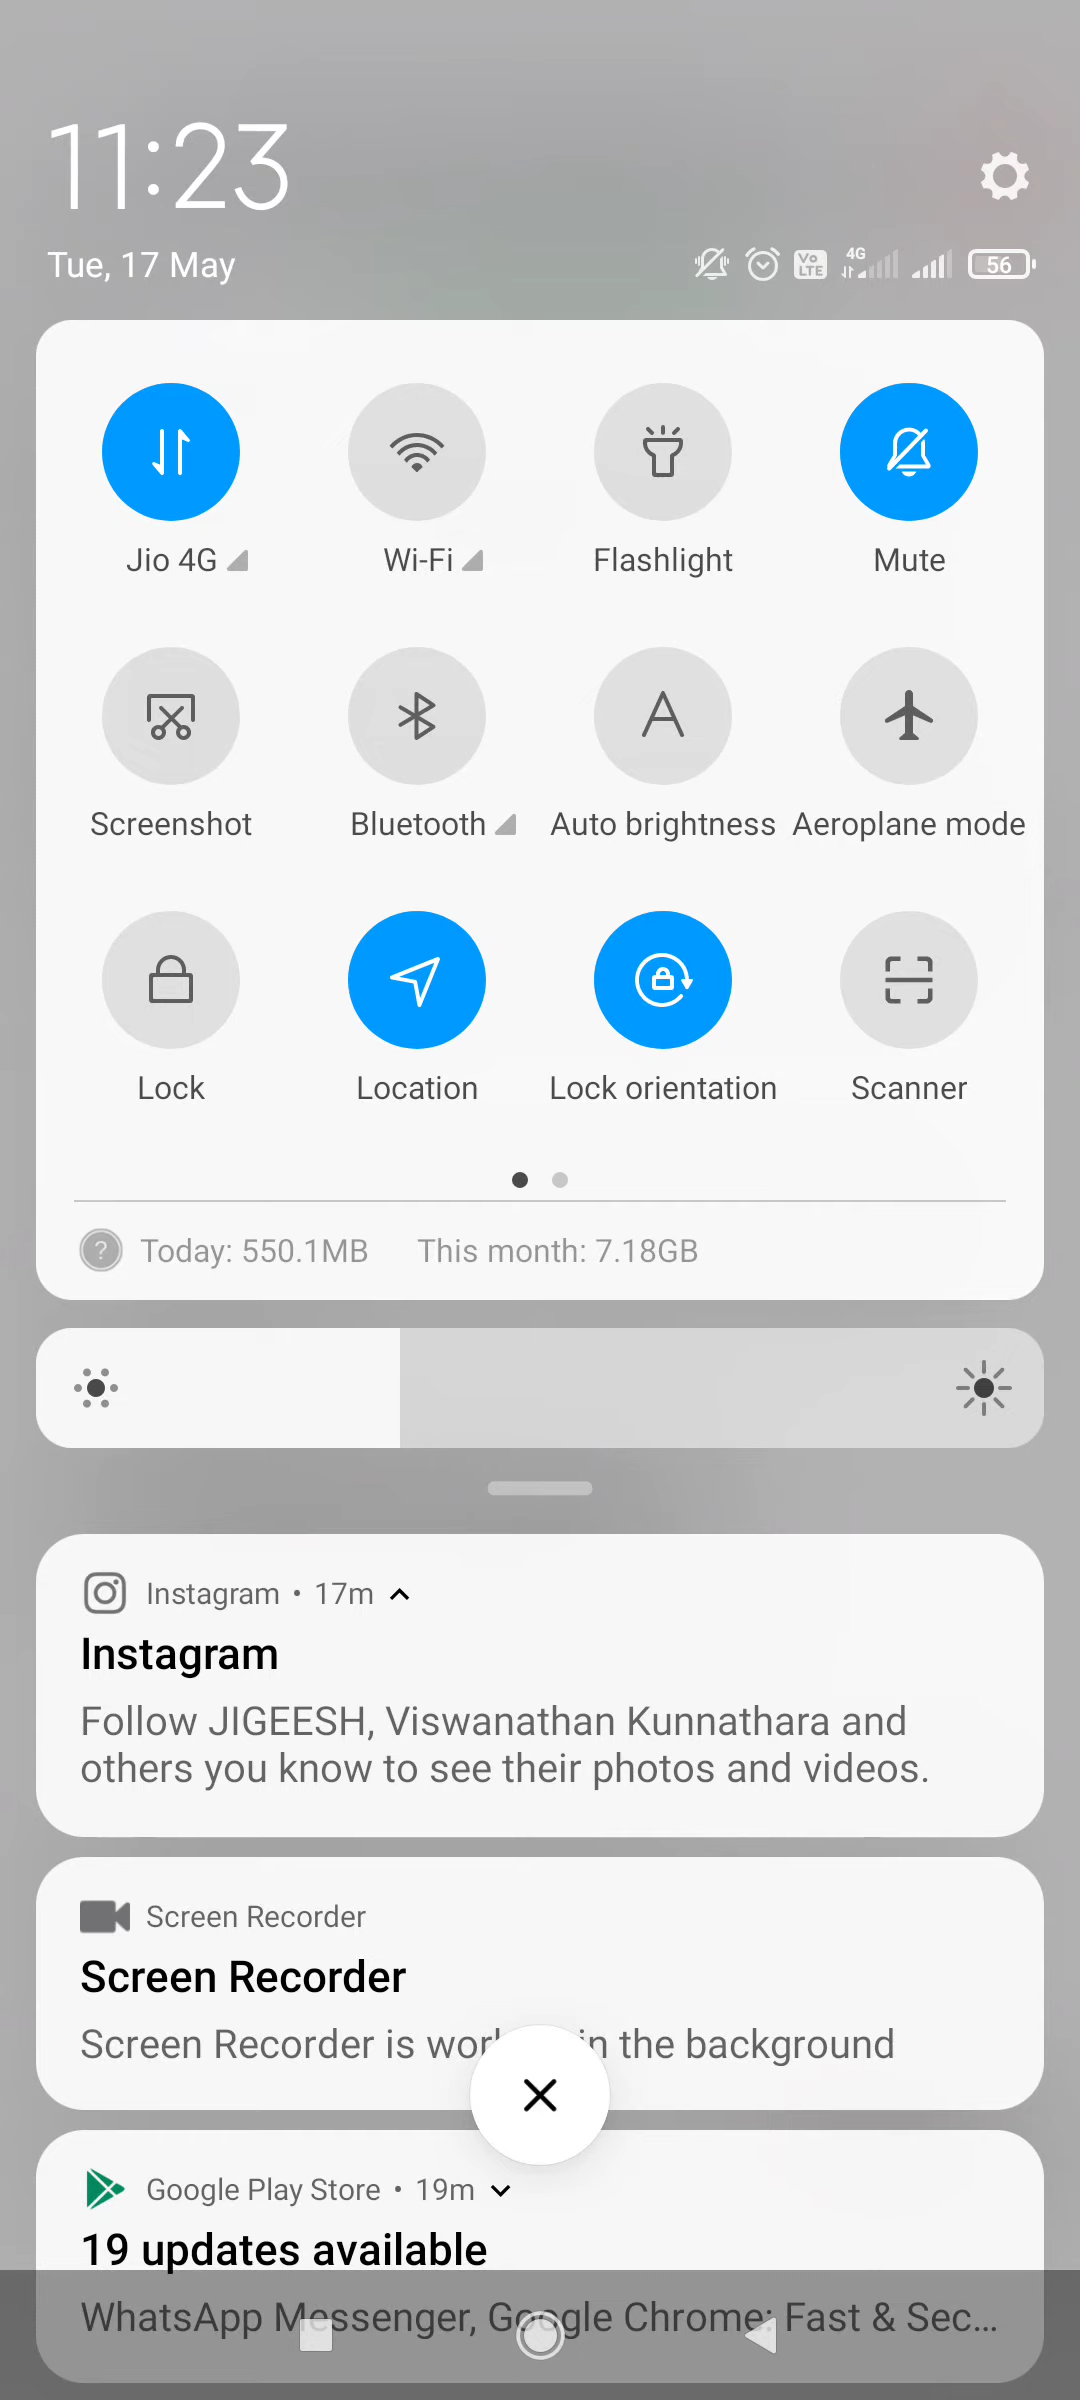 11:23
Tue, 17 May
Vo LTE 4G 56
Jio 4G Wi-Fi Flashlight Mute
Screenshot Bluetooth Auto brightness Aeroplane mode
A
Lock Location Lock orientation Scanner
? Today: 550.1MB This month: 7.18GB
Instagram • 17m
Instagram
Follow JIGEESH, Viswanathan Kunnathara and
others you know to see their photos and videos.
Screen Recorder
Screen Recorder
Screen Recorder is in the background
Google Play Store • 19m
19 updates available
WhatsApp Messenger, Google Chrome: Fast & Sec...